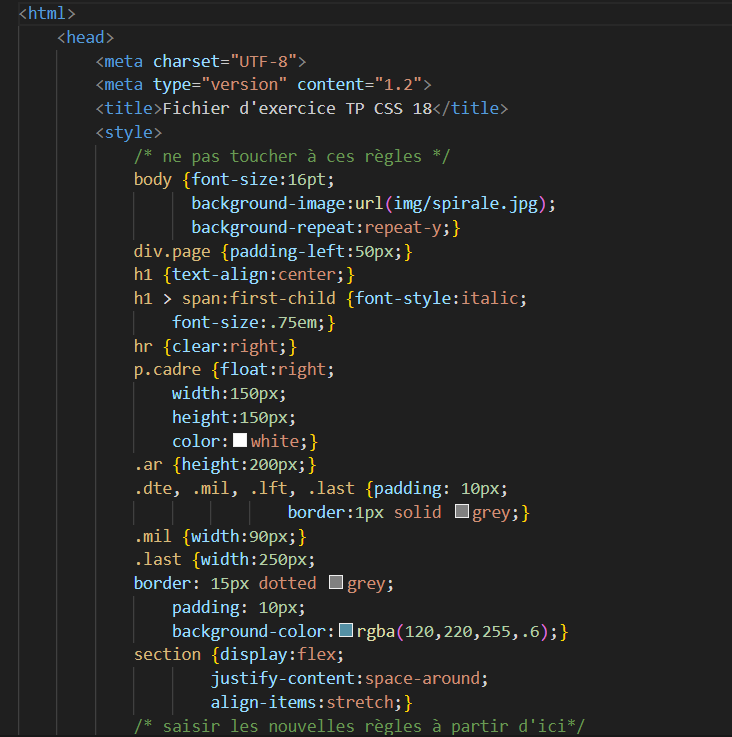 <html>
<head>
<meta charset="UTF-8">
<meta type="version" content="1.2">
<title>Fichier d'exercice TP CSS 18</title>
<style>
/* ne pas toucher à ces règles */
body {font-size:16pt;
background-image:url(img/spirale.jpg);
background-repeat:repeat-y;}
div.page {padding-left:50px;}
h1 {text-align:center;}
h1 > span:first-child {font-style:italic;
font-size:.75em;}
hr {clear:right;}
p.cadre {float:right;
width:150px;
height:150px;
color:white;}
.ar {height:200px;}
.dte, .mil, .lft, .last {padding: 10px;
border:1px solid grey;}
.mil {width:90px;}
.last {width:250px;
border: 15px dotted grey;
padding: 10px;
background-color:rgba(120,220,255,.6);}
section {display:flex;
justify-content:space-around;
align-items:stretch;}
/* saisir les nouvelles règles à partir d'ici*/